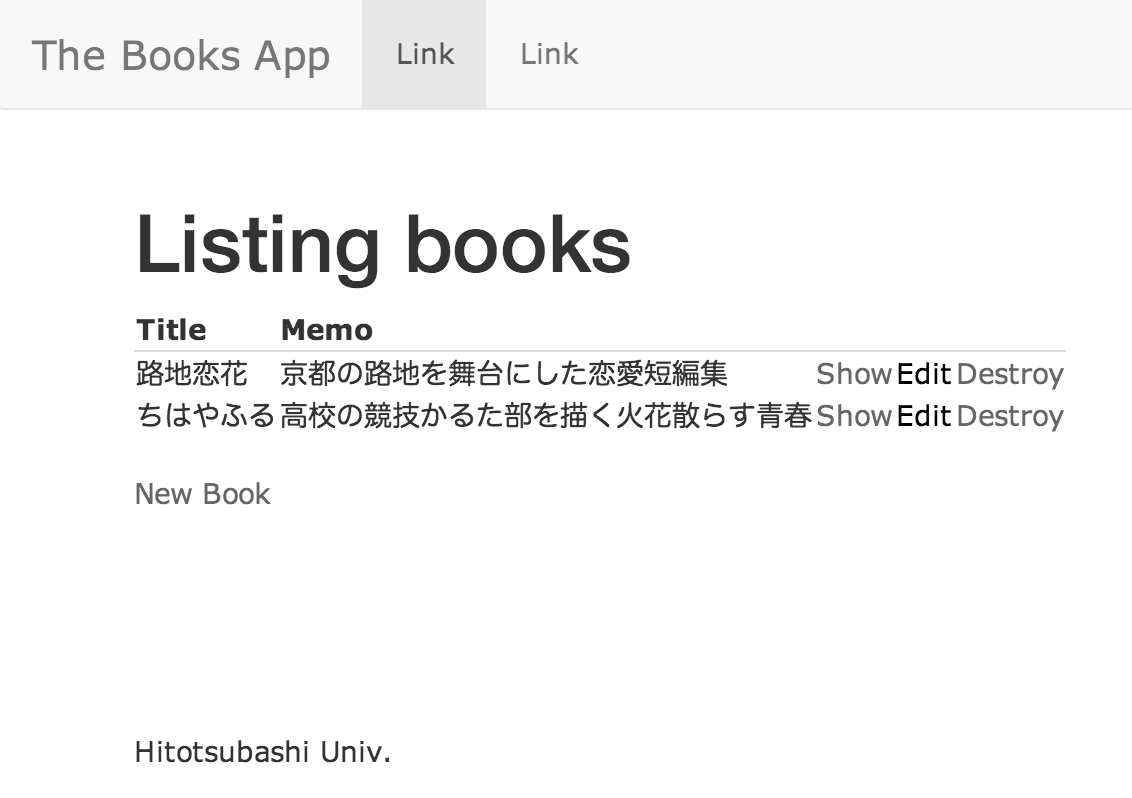 The Books App Link Link
Listing books
Title Memo
路地恋花 京都の路地を舞台にした恋愛短編集 Show Edit Destroy
ちはやふる 高校の競技かるた部を描く火花散らす青春 Show Edit Destroy
New Book
Hitotsubashi Univ.